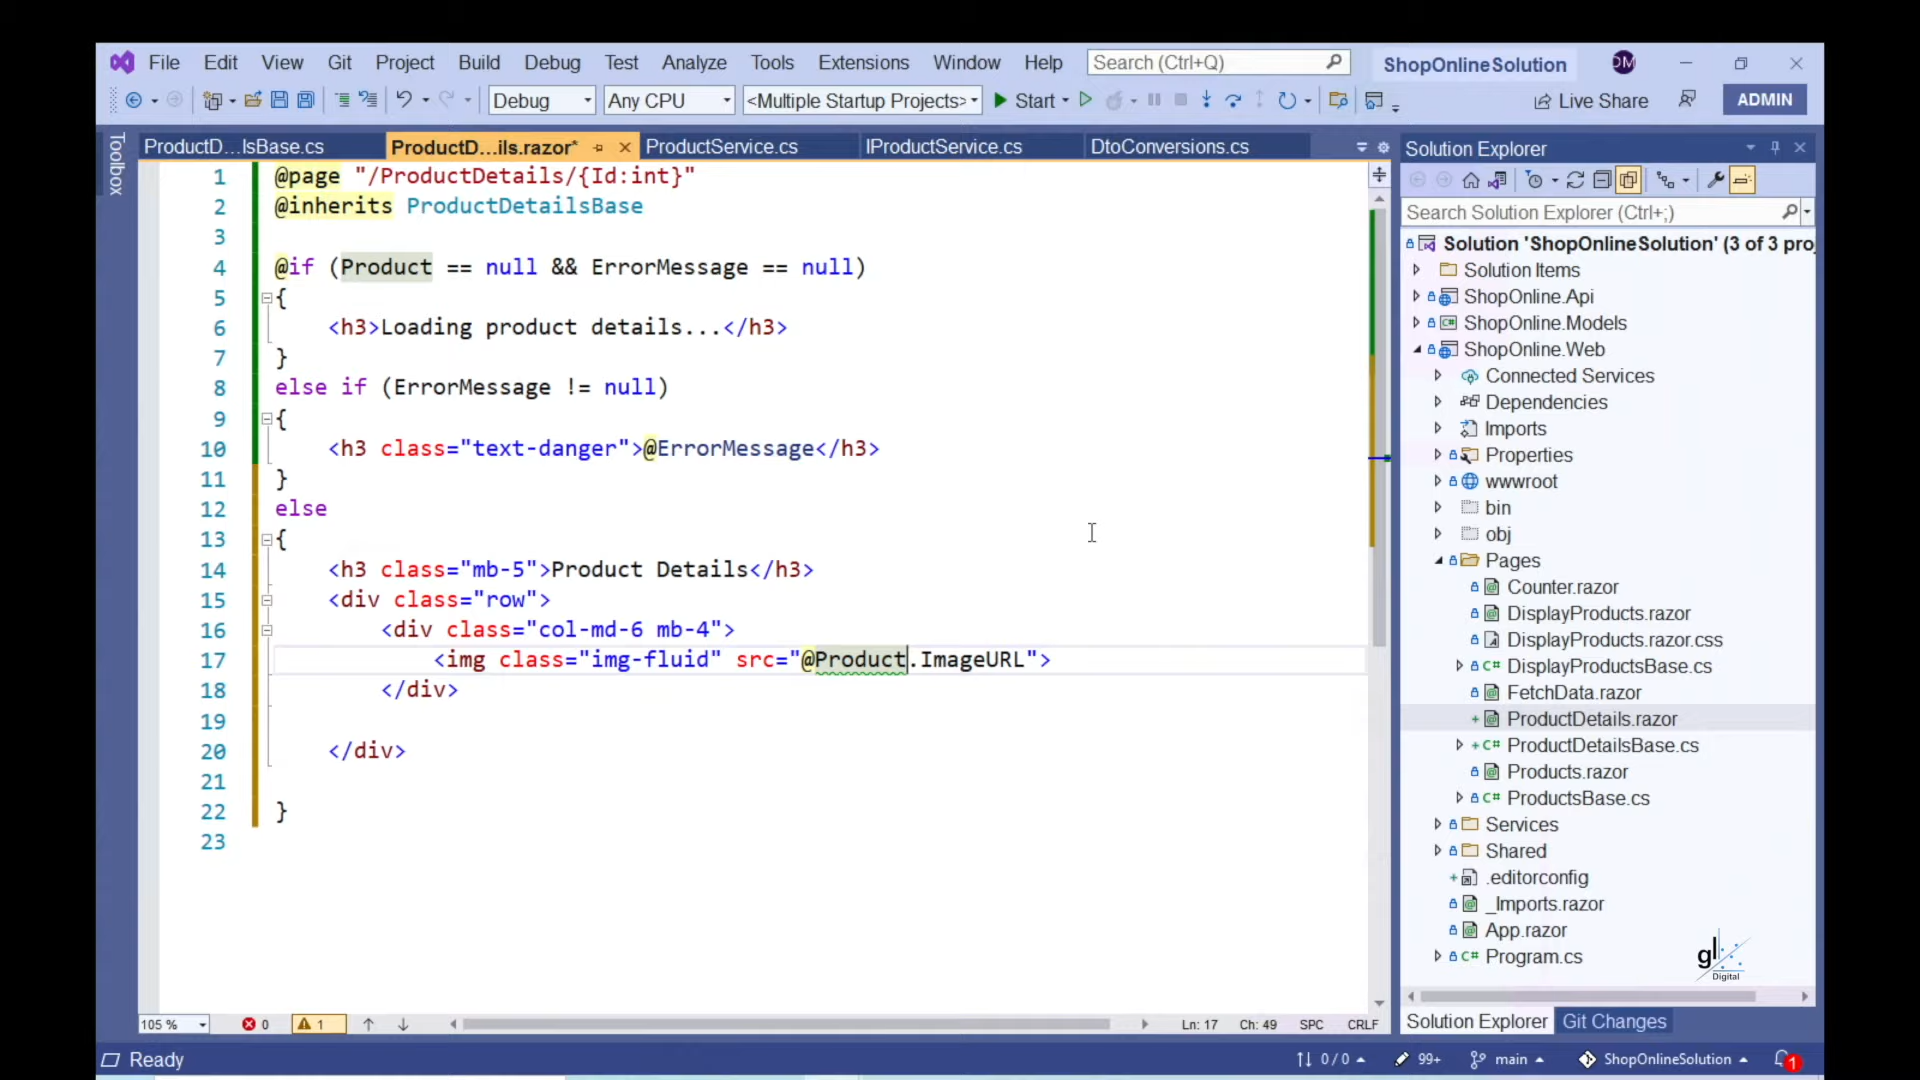 File Edit View Git Project Build Debug Test Analyze Tools Extensions Window Help Search (Ctrl+Q) ShopOnlineSolution DM
Debug Any CPU <Multiple Startup Projects> Start Live Share ADMIN
Toolbox
ProductD...lsBase.cs ProductD...ils.razor* ProductService.cs IProductService.cs DtoConversions.cs
1 @page "/ProductDetails/{Id:int}"
2 @inherits ProductDetailsBase
3
4 @if (Product == null && ErrorMessage == null)
5 {
6 <h3>Loading product details...</h3>
7 }
8 else if (ErrorMessage != null)
9 {
10 <h3 class="text-danger">@ErrorMessage</h3>
11 }
12 else
13 {
14 <h3 class="mb-5">Product Details</h3>
15 <div class="row">
16 <div class="col-md-6 mb-4">
17 <img class="img-fluid" src="@Product.ImageURL">
18 </div>
19
20 </div>
21
22 }
23
105 % 0 1 Ln: 17 Ch: 49 SPC CRLF
Solution Explorer
Search Solution Explorer (Ctrl+;)
Solution 'ShopOnlineSolution' (3 of 3 pro
Solution Items
ShopOnline.Api
ShopOnline.Models
ShopOnline.Web
Connected Services
Dependencies
Imports
Properties
wwwroot
bin
obj
Pages
Counter.razor
DisplayProducts.razor
DisplayProducts.razor.css
DisplayProductsBase.cs
FetchData.razor
ProductDetails.razor
ProductDetailsBase.cs
Products.razor
ProductsBase.cs
Services
Shared
.editorconfig
_Imports.razor
App.razor
Program.cs
gl
Digital
Solution Explorer Git Changes
Ready 0 / 0 99+ main ShopOnlineSolution 1